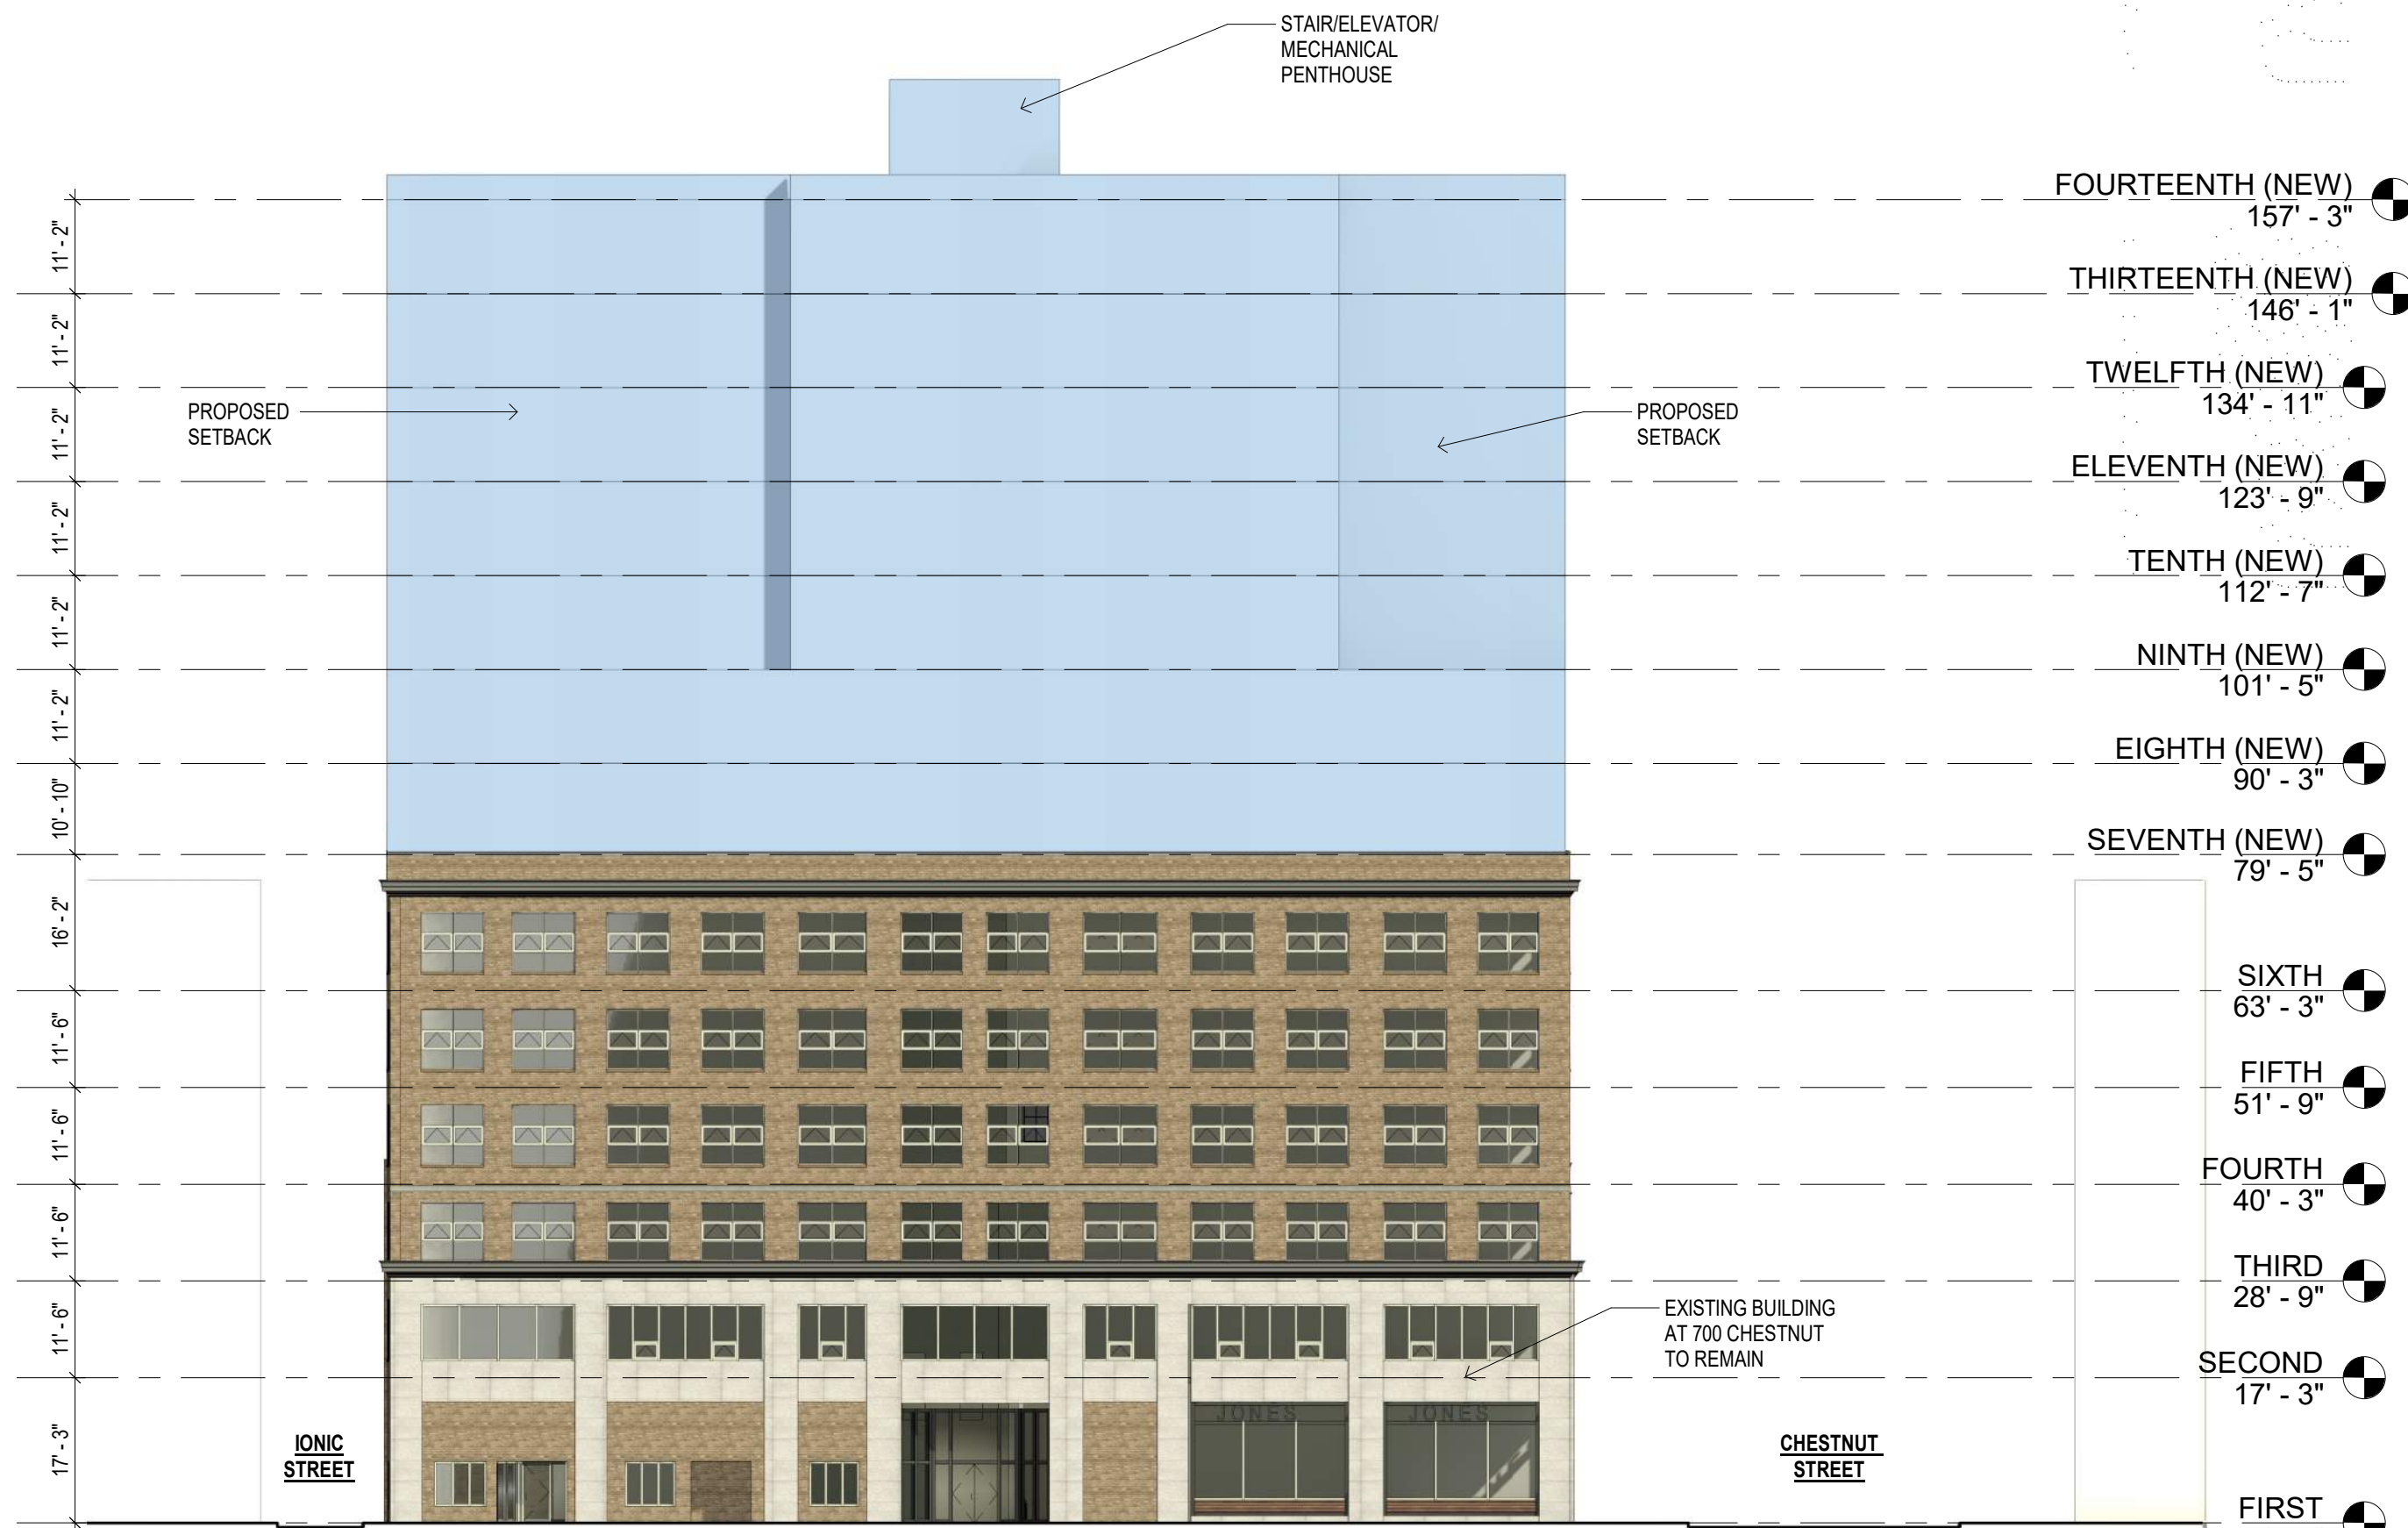 STAIR/ELEVATOR/
MECHANICAL
PENTHOUSE
FOURTEENTH (NEW)
157' - 3"
11' - 2"
THIRTEENTH (NEW)
146' - 1"
11' - 2"
TWELFTH (NEW)
134' - 11"
PROPOSED
SETBACK
PROPOSED
SETBACK
11' - 2"
ELEVENTH (NEW)
123' - 9"
11' - 2"
TENTH (NEW)
112' - 7"
11' - 2"
NINTH (NEW)
101' - 5"
11' - 2"
EIGHTH (NEW)
90' - 3"
10' - 10"
SEVENTH (NEW)
79' - 5"
16' - 2"
SIXTH
63' - 3"
11' - 6"
FIFTH
51' - 9"
11' - 6"
FOURTH
40' - 3"
11' - 6"
THIRD
28' - 9"
11' - 6"
EXISTING BUILDING
AT 700 CHESTNUT
TO REMAIN
SECOND
17' - 3"
JONES
JONES
17' - 3"
IONIC
STREET
CHESTNUT
STREET
FIRST